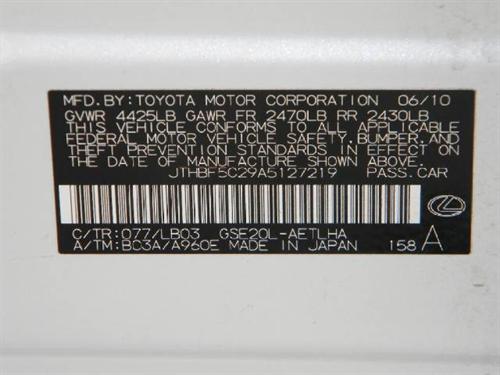 MFD.BY:TOYOTA MOTOR CORPORATION 06/10
GVWR 4425LB GAWR FR 2470LB RR 2430LB
THIS VEHICLE CONFORMS TO ALL APPLICABLE
FEDERAL MOTOR VEHICLE SAFETY, BUMPER,AND
THEFT PREVENTION STANDARDS IN EFFECT ON
THE DATE OF MANUFACTURE SHOWN ABOVE.
JTHBF5C29A5127219 PASS.CAR
C/TR:077/LB03 GSE20L-AETLHA
A/TM:BC3A/A960E MADE IN JAPAN 158 A